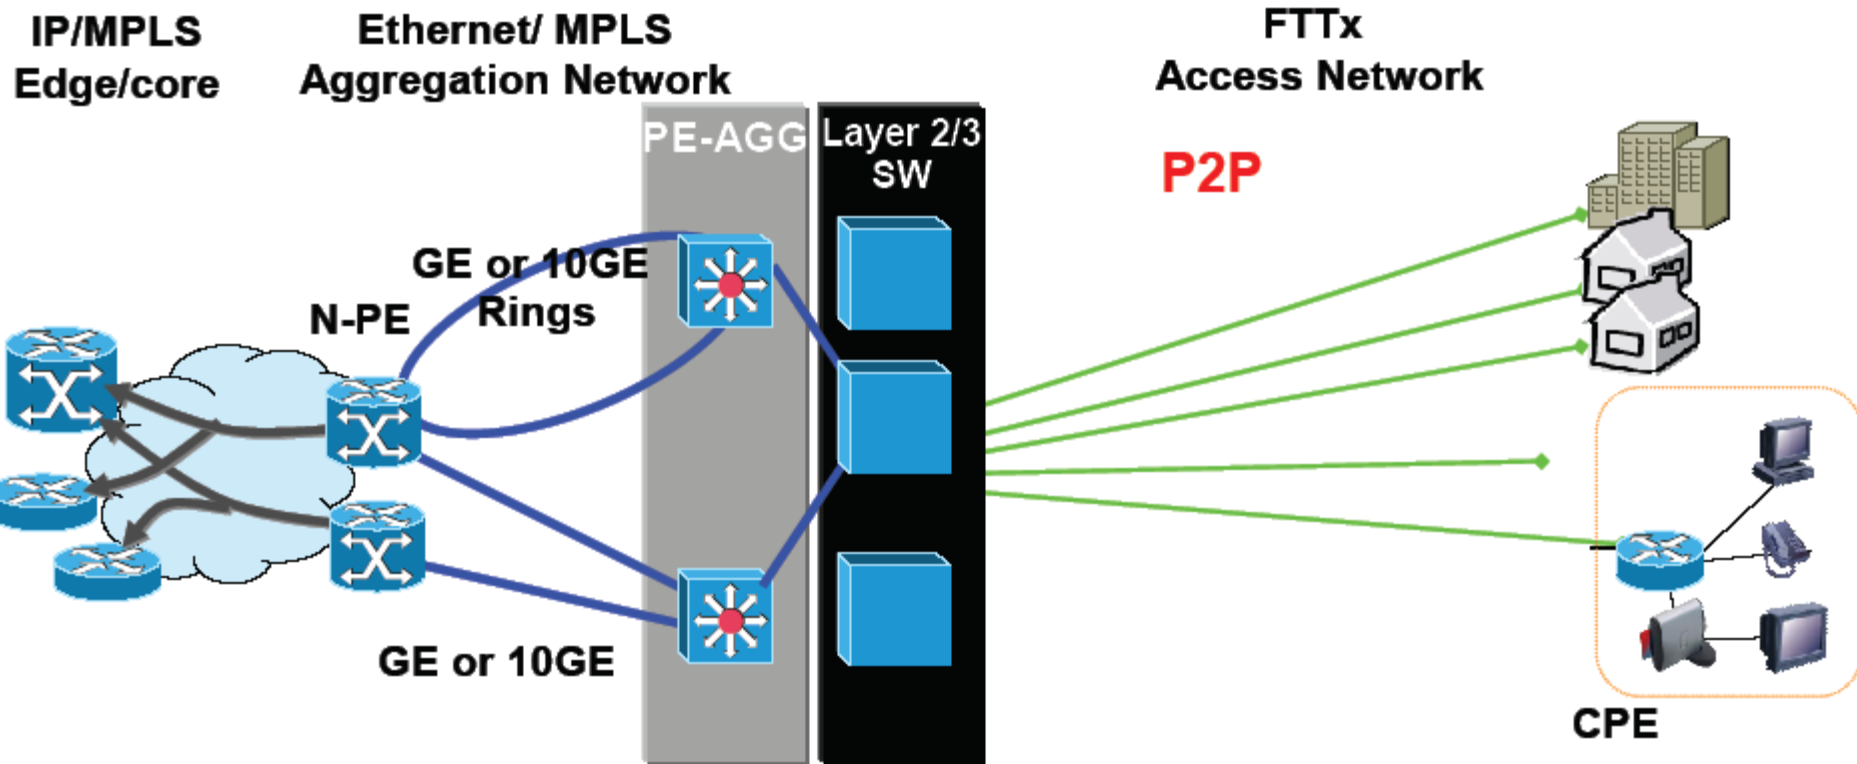 IP/MPLS
Edge/core
Ethernet/ MPLS
Aggregation Network
FTTx
Access Network
PE-AGG
Layer 2/3
SW
P2P
GE or 10GE
Rings
N-PE
GE or 10GE
CPE